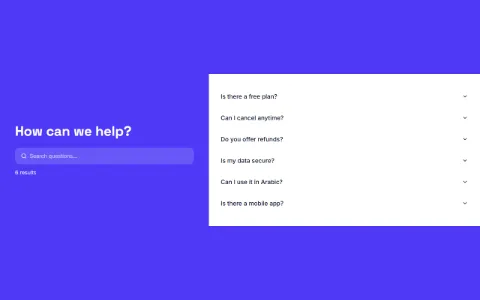 How can we help?
Search questions...
6 results
Is there a free plan?
Can I cancel anytime?
Do you offer refunds?
Is my data secure?
Can I use it in Arabic?
Is there a mobile app?